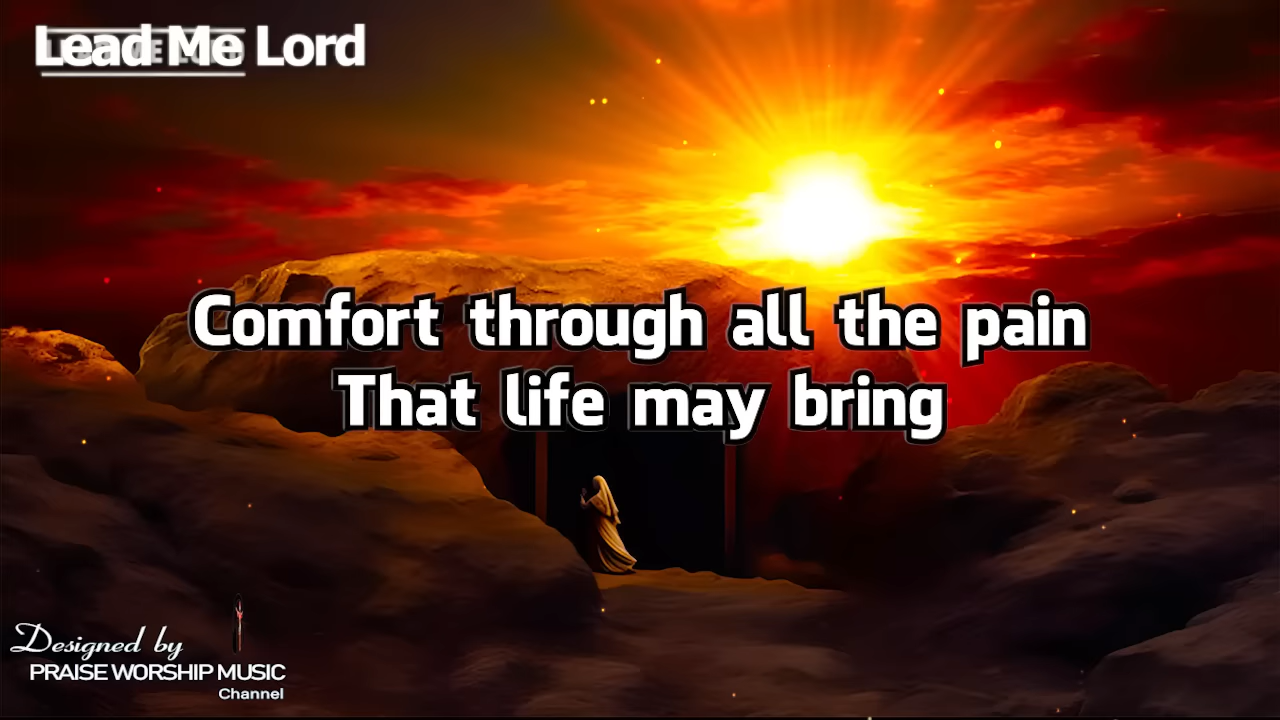 Lead Me Lord
Comfort through all the pain
That life may bring
Designed by
PRAISE WORSHIP MUSIC
Channel